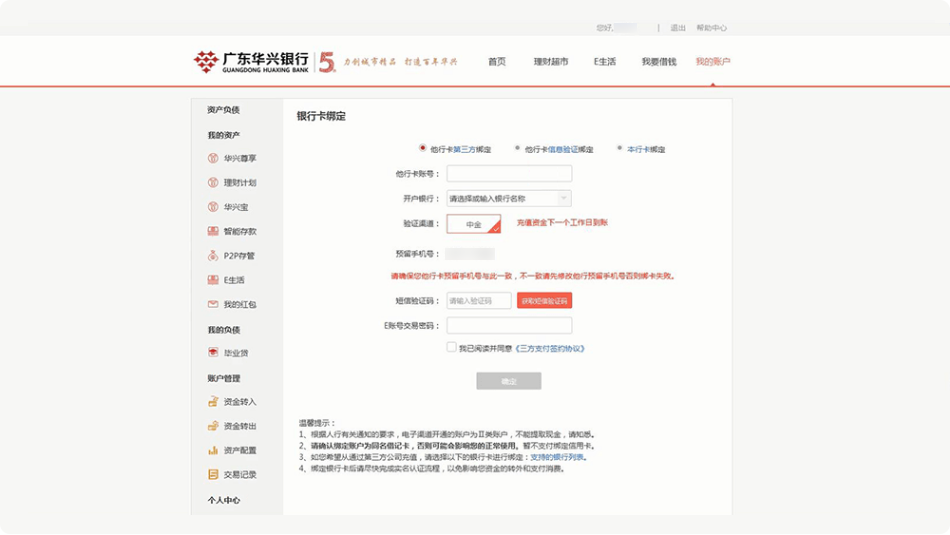 您好, | 退出 帮助中心
广东华兴银行 GUANGDONG HUAXING BANK 5 力创城市精品 打造百年华兴 首页 理财超市 E生活 我要借钱 我的账户
资产负债
我的资产
华兴尊享
理财计划
华兴宝
智能存款
P2P存管
E生活
我的红包
我的负债
毕业贷
账户管理
资金转入
资金转出
资产配置
交易记录
个人中心
银行卡绑定
他行卡第三方绑定 他行卡信息验证绑定 本行卡绑定
他行卡账号：
开户银行： 请选择或输入银行名称
验证渠道： 中金 充值资金下一个工作日到账
预留手机号：
请确保您他行卡预留手机号与此一致，不一致请先修改他行预留手机号否则绑卡失败。
短信验证码： 请输入验证码 获取短信验证码
E账号交易密码：
我已阅读并同意《三方支付签约协议》
确定
温馨提示：
1、根据人行有关通知的要求，电子渠道开通的账户为Ⅱ类账户，不能提取现金，请知悉。
2、请确认绑定账户为同名借记卡，否则可能会影响您的正常使用。暂不支付绑定信用卡。
3、如您希望从通过第三方公司充值，请选择以下的银行卡进行绑定：支持的银行列表。
4、绑定银行卡后请尽快完成实名认证流程，以免影响您资金的转外和支付消费。